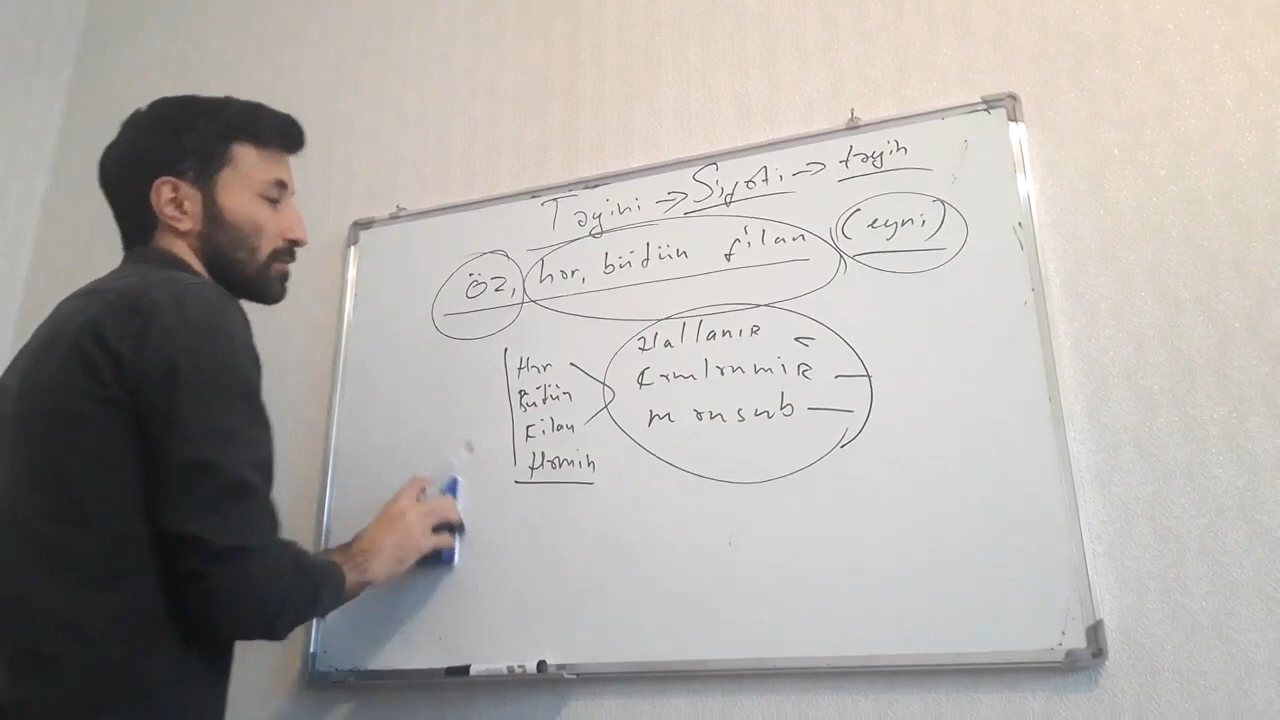 Təyini → Sifəti → təyin
öz, hər, bütün filan (eyni)
Hər
Bütün
Filan
Həmin
Hallanır
Cəmlənmir
Mənsub